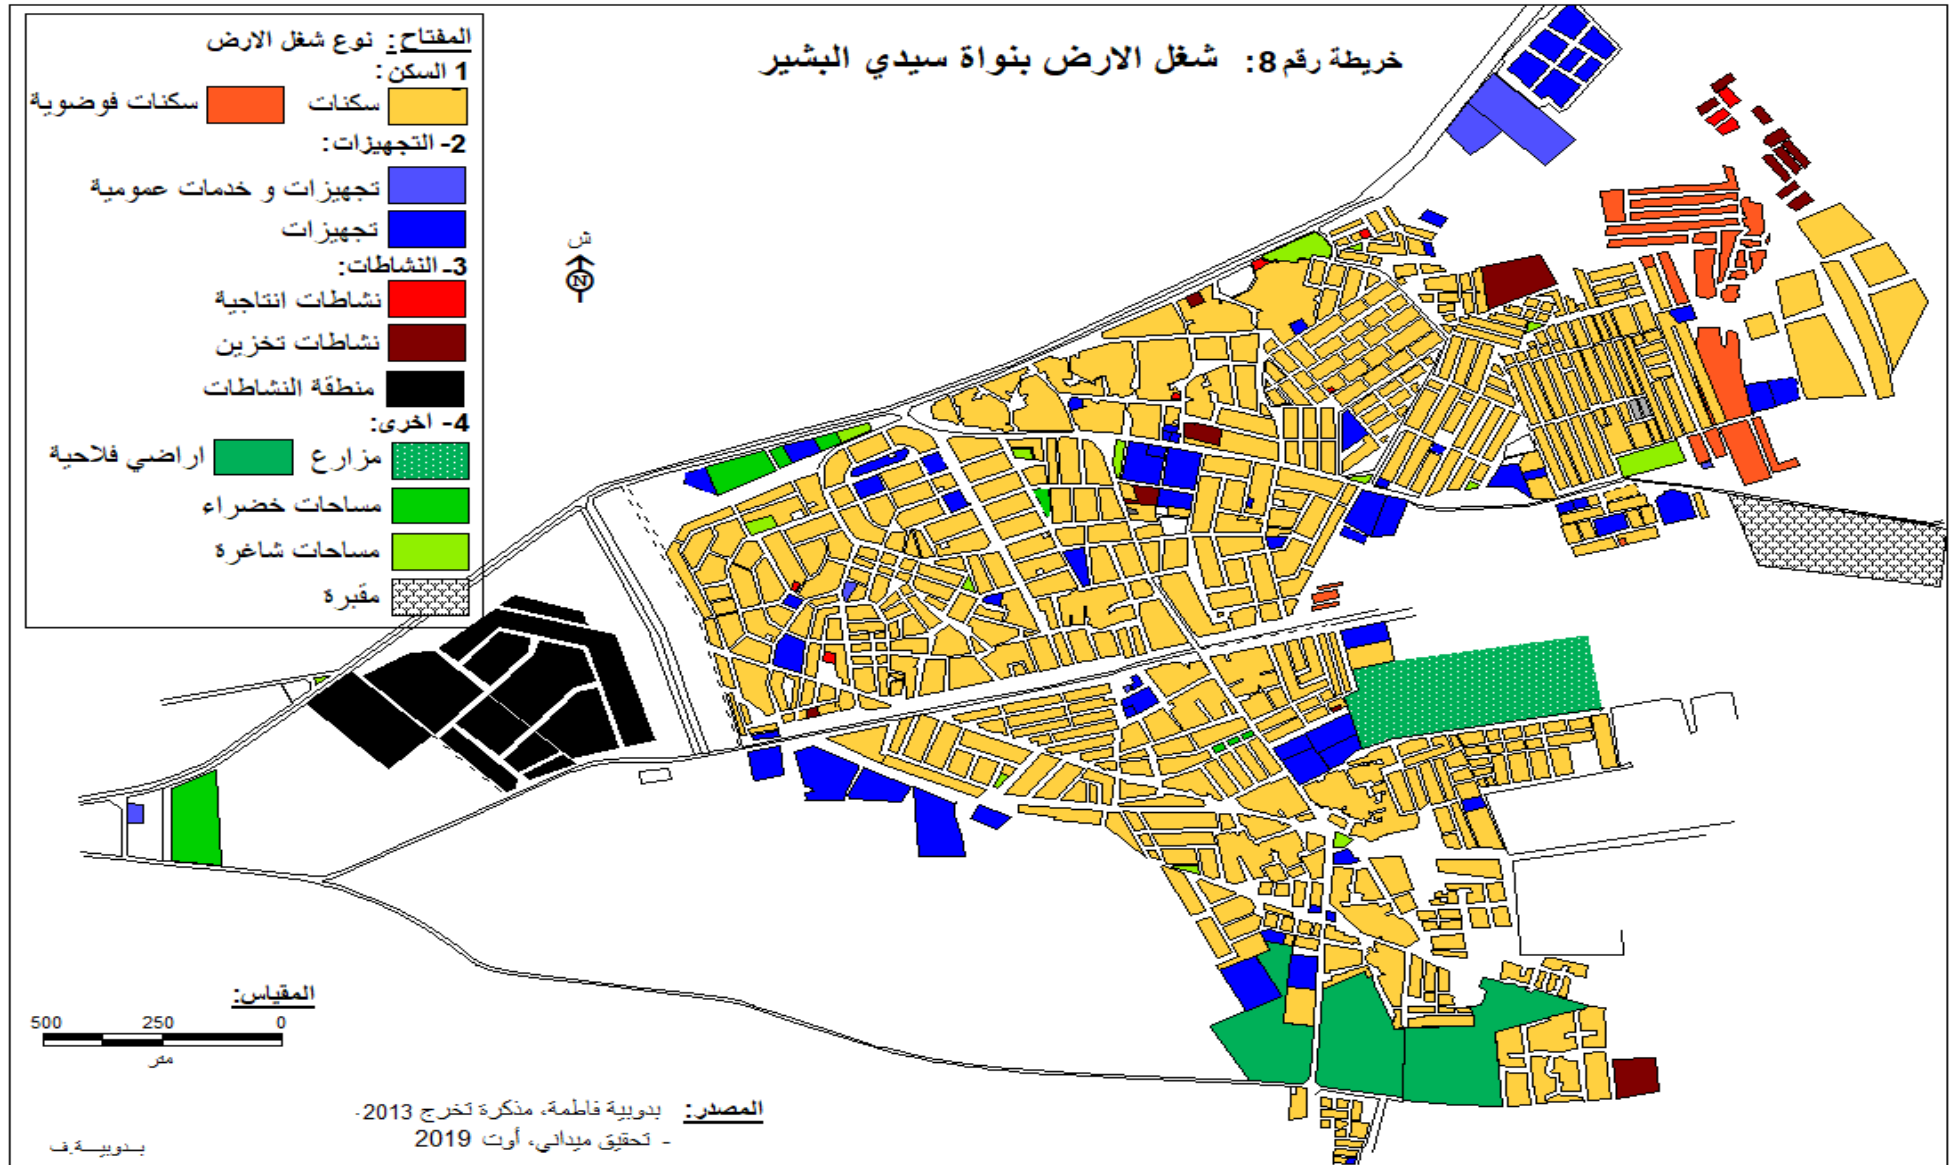 خريطة رقم 8: شغل الارض بنواة سيدي البشير
المفتاح: نوع شغل الارض
1 السكن:
سكنات
سكنات فوضوية
2- التجهيزات:
تجهيزات و خدمات عمومية
تجهيزات
3- النشاطات:
نشاطات انتاجية
نشاطات تخزين
منطقة النشاطات
4- اخرى:
مزارع
اراضي فلاحية
مساحات خضراء
مساحات شاغرة
مقبرة
ش
N
المقياس:
500 250 0
متر
المصدر: بدوبية فاطمة، مذكرة تخرج 2013.
- تحقيق ميداني، أوت 2019
بـدوبيـــة.ف